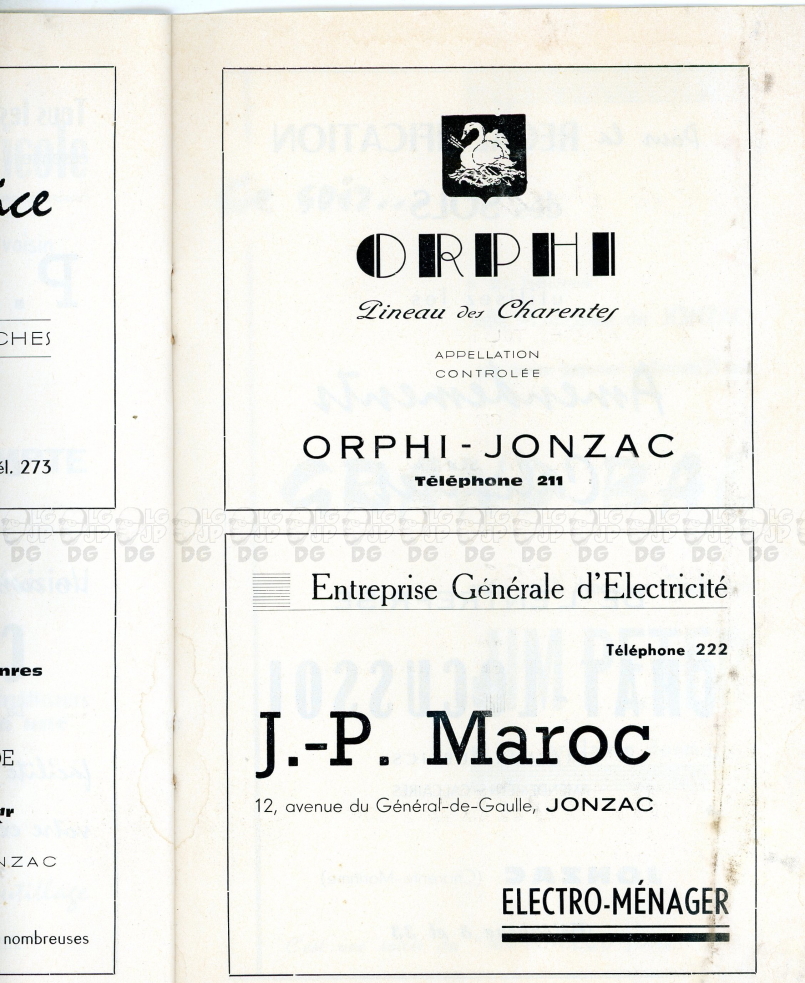 ice
CHES
él. 273
nres
DE
ur
NZAC
nombreuses
ORPHI
Pineau des Charentes
APPELLATION
CONTROLÉE
ORPHI - JONZAC
Téléphone 211
Entreprise Générale d'Electricité
Téléphone 222
J.-P. Maroc
12, avenue du Général-de-Gaulle, JONZAC
ELECTRO-MÉNAGER